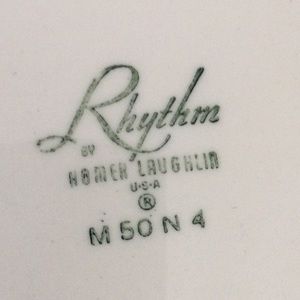 Rhythm
BY
HOMER LAUGHLIN
U·S·A
®
M 50 N 4